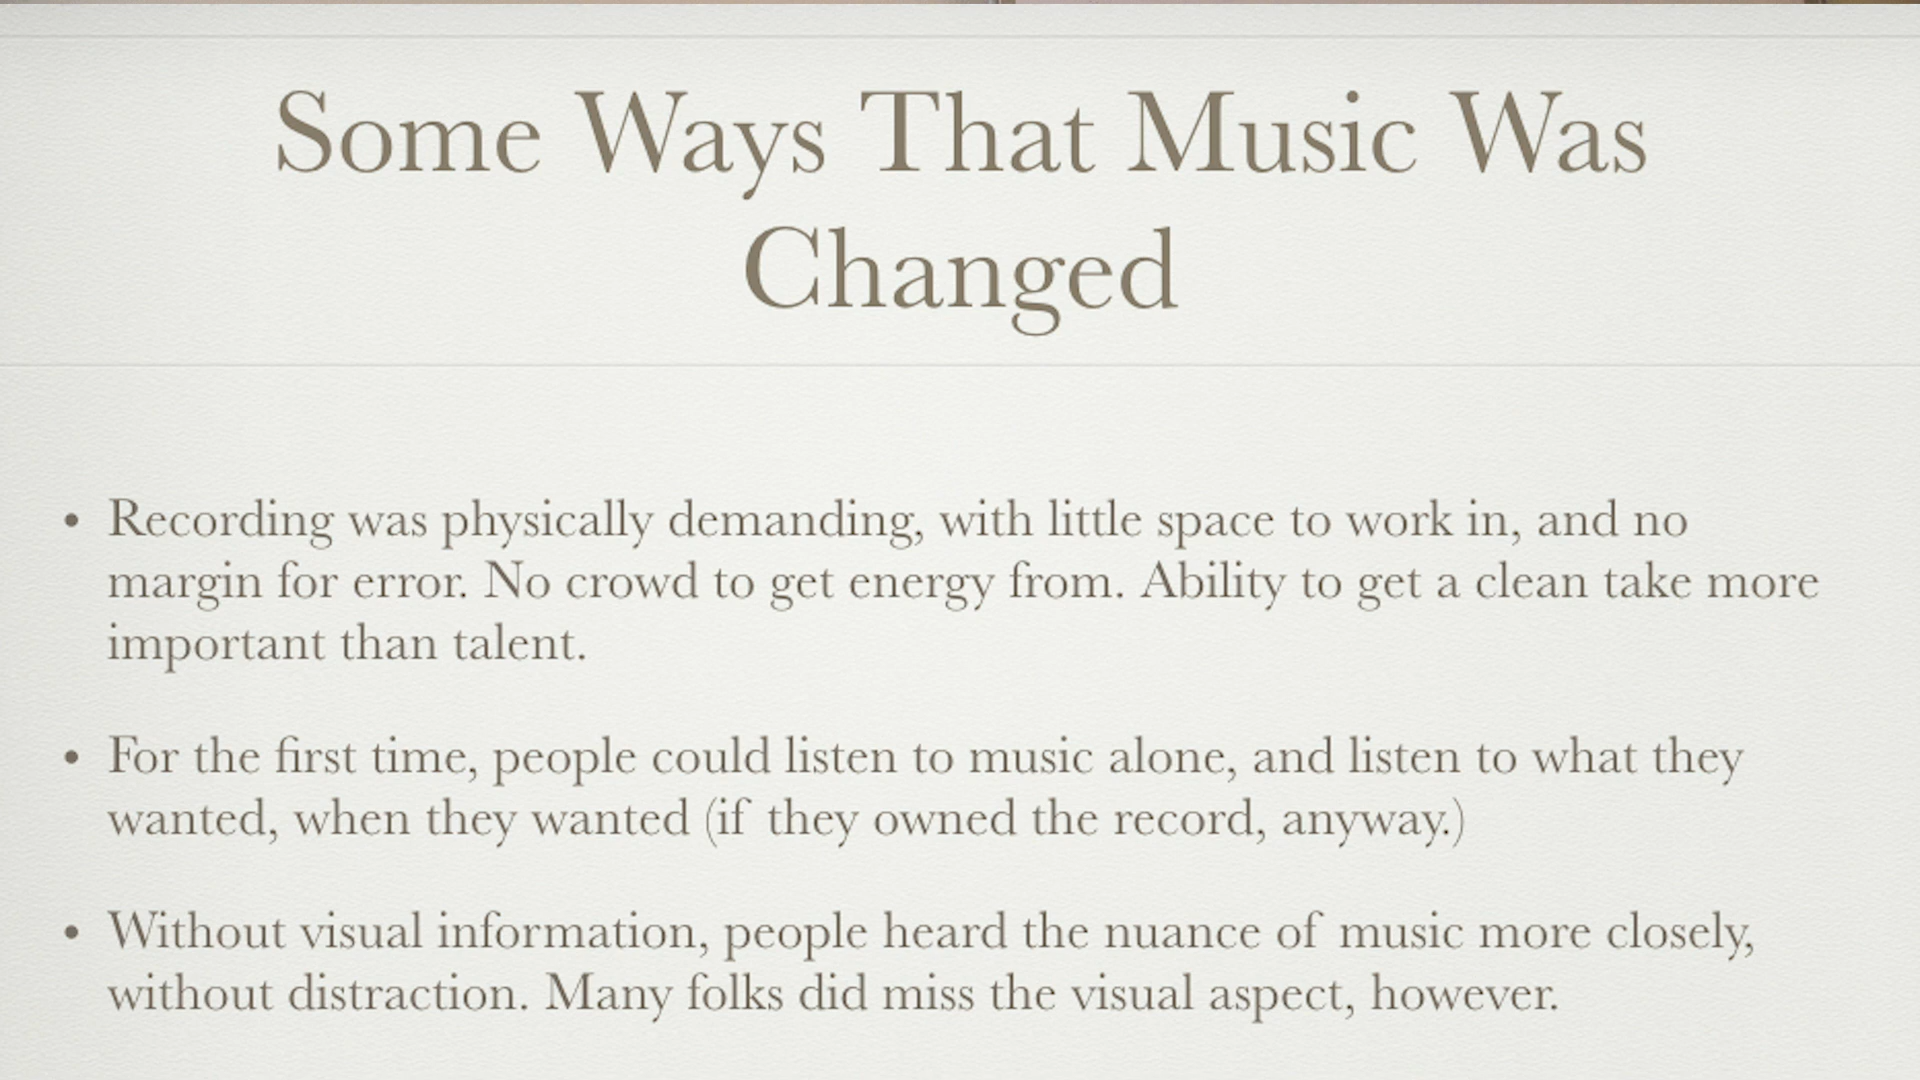 Some Ways That Music Was
Changed
• Recording was physically demanding, with little space to work in, and no
margin for error. No crowd to get energy from. Ability to get a clean take more
important than talent.
• For the first time, people could listen to music alone, and listen to what they
wanted, when they wanted (if they owned the record, anyway.)
• Without visual information, people heard the nuance of music more closely,
without distraction. Many folks did miss the visual aspect, however.